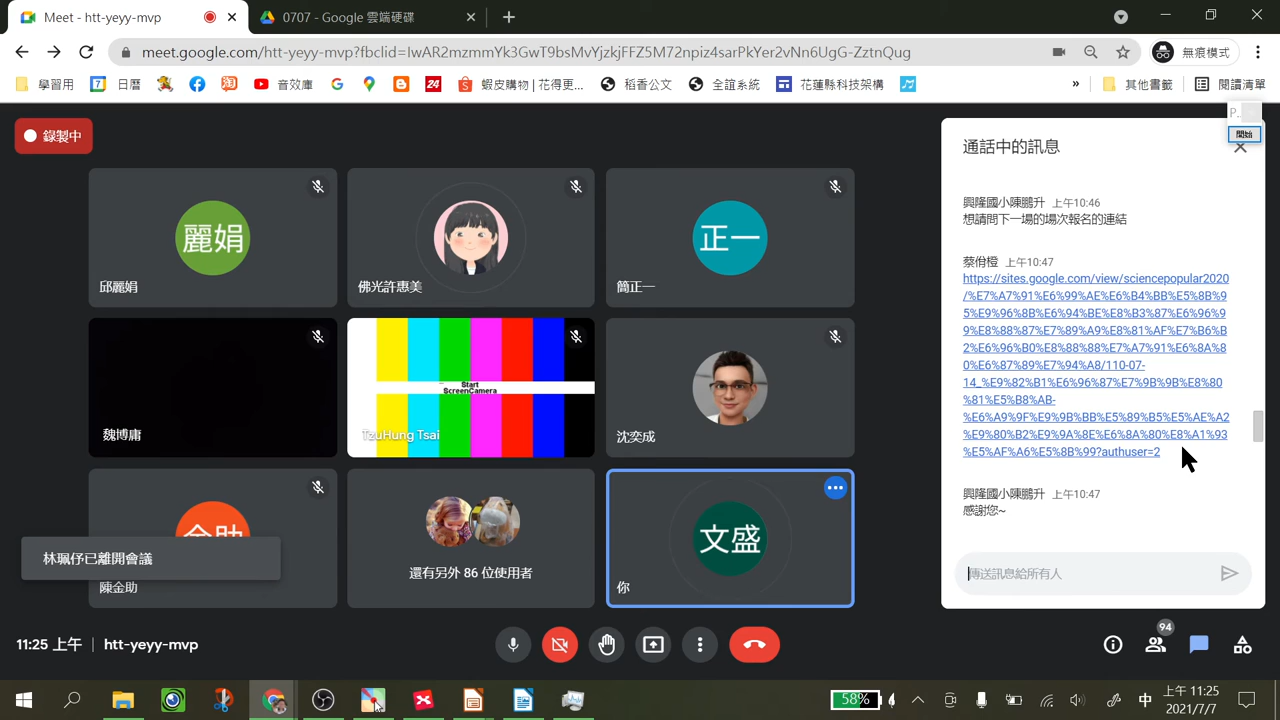 Meet - htt-yeyy-mvp
0707 - Google 雲端硬碟
meet.google.com/htt-yeyy-mvp?fbclid=IwAR2mzmmYk3GwT9bsMvYjzkjFFZ5M72npiz4sarPkYer2vNn6UgG-ZztnQug
無痕模式
學習用
7
日曆
淘
音效庫
24
蝦皮購物 | 花得更...
稻香公文
全誼系統
花蓮縣科技架構
»
其他書籤
閱讀清單
錄製中
P...
開始
通話中的訊息
麗娟
邱麗娟
佛光許惠美
正一
簡正一
魏博庸
Start
ScreenCamera
TzuHung Tsai
沈奕成
陳金助
還有另外 86 位使用者
文盛
你
林珮伃已離開會議
興隆國小陳鵬升 上午10:46
想請問下一場的場次報名的連結
蔡佾橙 上午10:47
https://sites.google.com/view/sciencepopular2020
/%E7%A7%91%E6%99%AE%E6%B4%BB%E5%8B%9
5%E9%96%8B%E6%94%BE%E8%B3%87%E6%96%9
9%E8%88%87%E7%89%A9%E8%81%AF%E7%B6%B
2%E6%96%B0%E8%88%88%E7%A7%91%E6%8A%8
0%E6%87%89%E7%94%A8/110-07-
14_%E9%82%B1%E6%96%87%E7%9B%9B%E8%80
%81%E5%B8%AB-
%E6%A9%9F%E9%9B%BB%E5%89%B5%E5%AE%A2
%E9%80%B2%E9%9A%8E%E6%8A%80%E8%A1%93
%E5%AF%A6%E5%8B%99?authuser=2
興隆國小陳鵬升 上午10:47
感謝您~
傳送訊息給所有人
11:25 上午 | htt-yeyy-mvp
94
58%
中
上午 11:25
2021/7/7